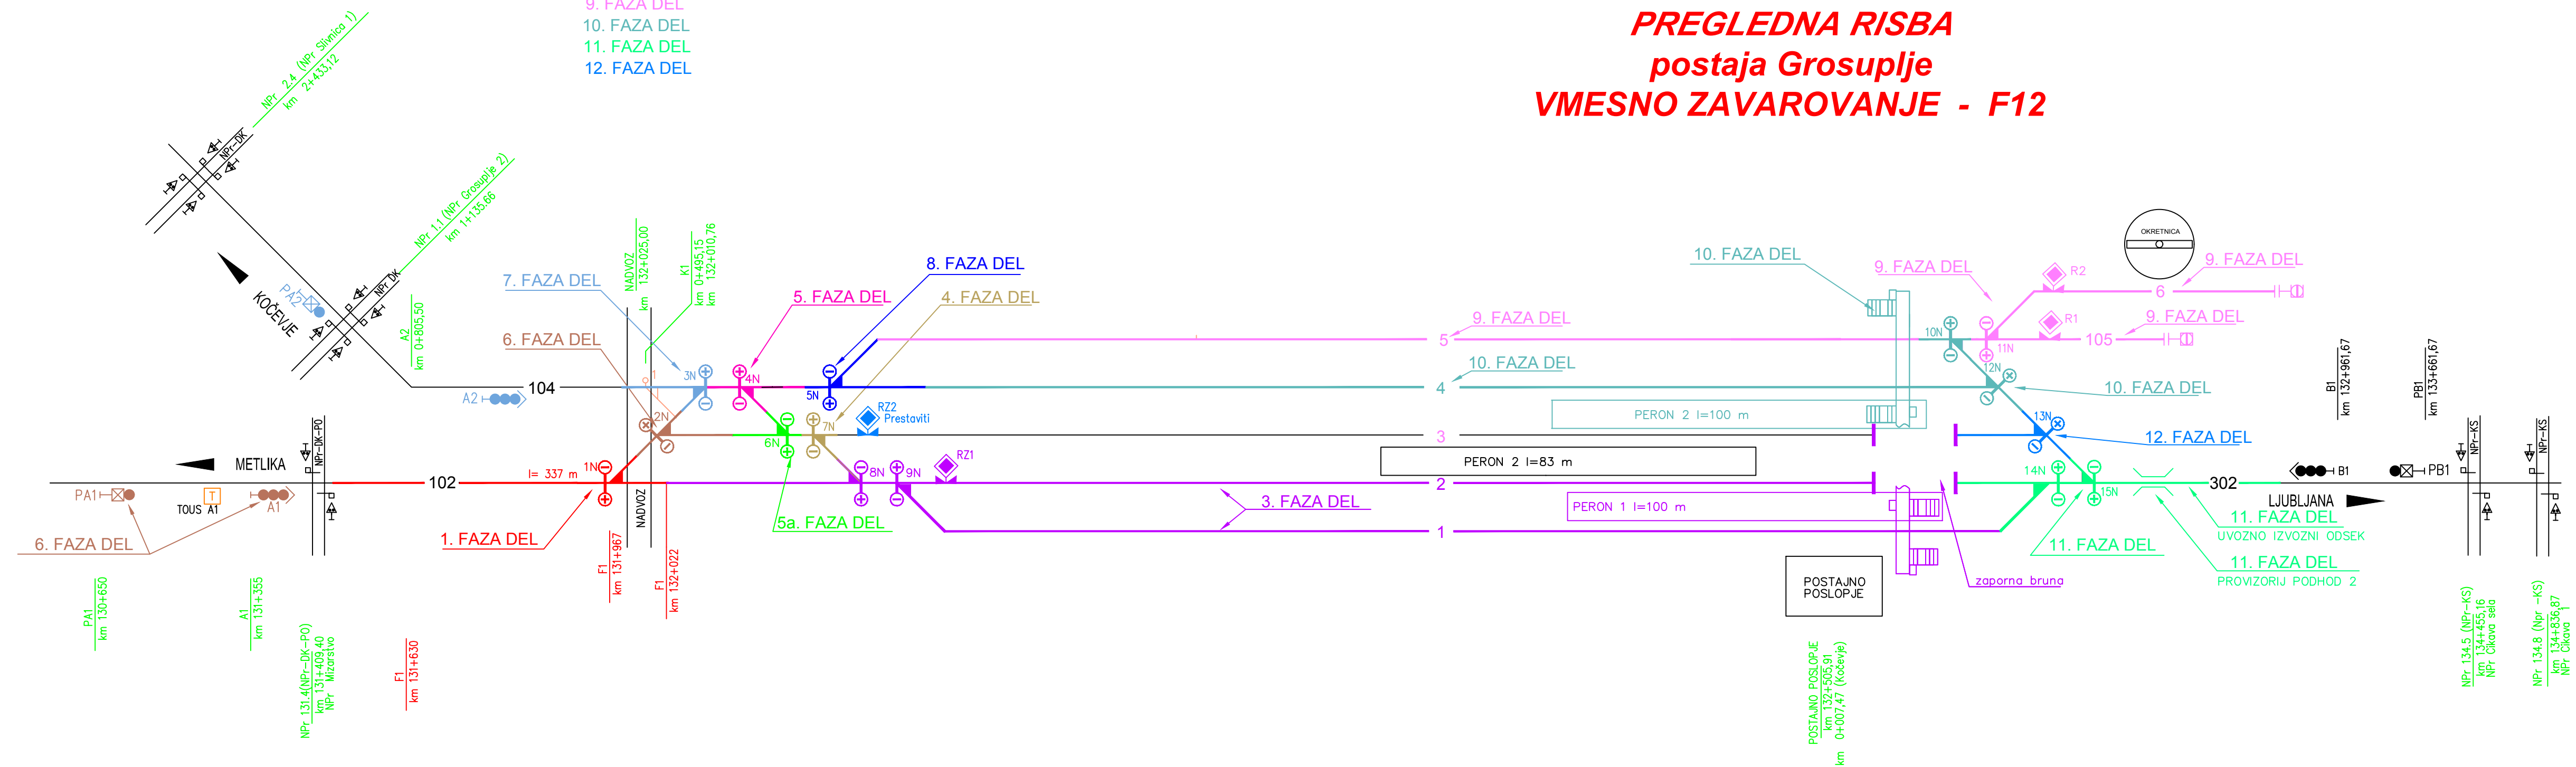 9. FAZA DEL
10. FAZA DEL
11. FAZA DEL
12. FAZA DEL
PREGLEDNA RISBA
postaja Grosuplje
VMESNO ZAVAROVANJE - F12
NPr 2.4 (NPr Slivnica 1)
km 2+433,12
NPr-DK
NPr 1.1 (NPr Grosuplje 2)
km 1+135.66
NPr DK
PA2
KOČEVJE
A2
km 0+805,50
NADVOZ
km 132+025,00
K1
km 0+495,15
km 132+010,76
7. FAZA DEL
8. FAZA DEL
5. FAZA DEL
4. FAZA DEL
6. FAZA DEL
10. FAZA DEL
9. FAZA DEL
R2
OKRETNICA
9. FAZA DEL
6
9. FAZA DEL
5
10N
11N
R1
105
9. FAZA DEL
A2
104
1
3N
4N
5N
10. FAZA DEL
4
12N
10. FAZA DEL
B1
km 132+961,67
PB1
km 133+661,67
2N
6N
7N
RZ2
Prestaviti
PERON 2 l=100 m
3
13N
12. FAZA DEL
NPr-DK-PO
METLIKA
l= 337 m
1N
8N
9N
RZ1
PERON 2 l=83 m
14N
15N
NPr-KS
NPr-KS
PA1
T
TOUS A1
A1
102
NADVOZ
2
302
B1
PB1
LJUBLJANA
3. FAZA DEL
PERON 1 l=100 m
6. FAZA DEL
1. FAZA DEL
5a. FAZA DEL
1
11. FAZA DEL
11. FAZA DEL
UVOZNO IZVOZNI ODSEK
11. FAZA DEL
PROVIZORIJ PODHOD 2
zaporna bruna
POSTAJNO
POSLOPJE
PA1
km 130+650
A1
km 131+355
NPr 131.4(NPr-DK-PO)
km 131+409,40
NPr Mizarstvo
F1
km 131+630
F1
km 131+967
F1
km 132+022
POSTAJNO POSLOPJE
km 132+505,91
km 0+007,47 (Kočevje)
NPr 134.5 (NPr-KS)
km 134+455,16
NPr Cikava sela
NPr 134.8 (Npr -KS)
km 134+836,87
NPr Cikava 1